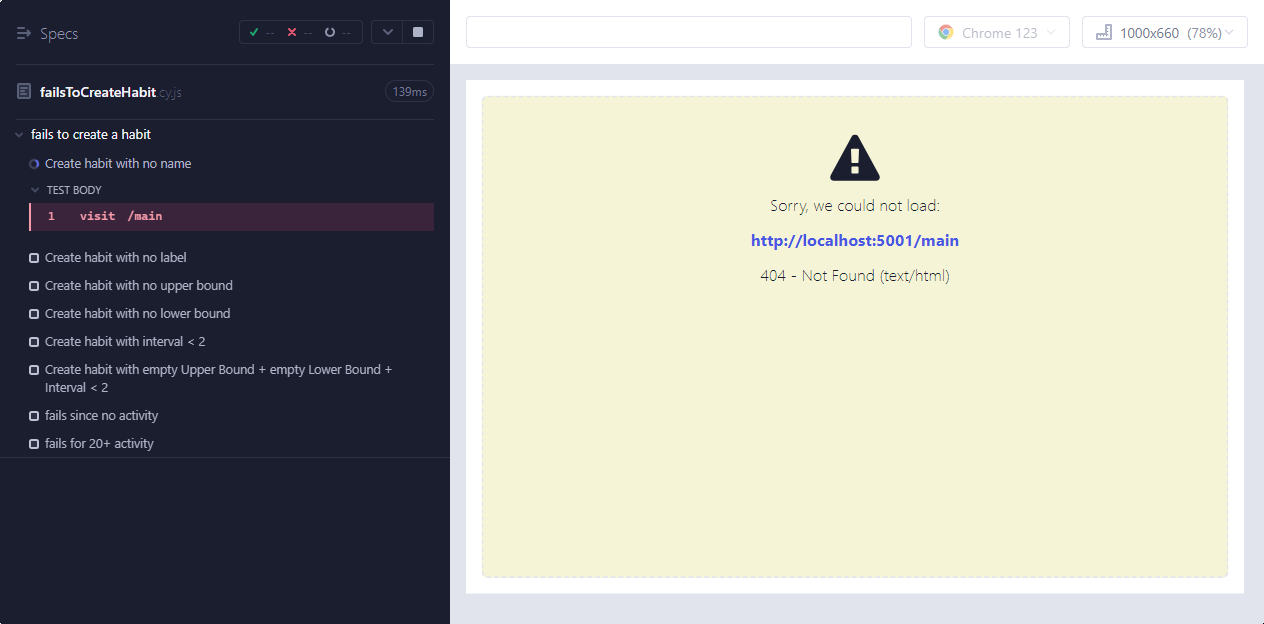 Specs
-- -- --
failsToCreateHabit.cy.js
139ms
fails to create a habit
Create habit with no name
TEST BODY
1 visit /main
Create habit with no label
Create habit with no upper bound
Create habit with no lower bound
Create habit with interval < 2
Create habit with empty Upper Bound + empty Lower Bound +
Interval < 2
fails since no activity
fails for 20+ activity
Chrome 123
1000x660 (78%)
Sorry, we could not load:
http://localhost:5001/main
404 - Not Found (text/html)